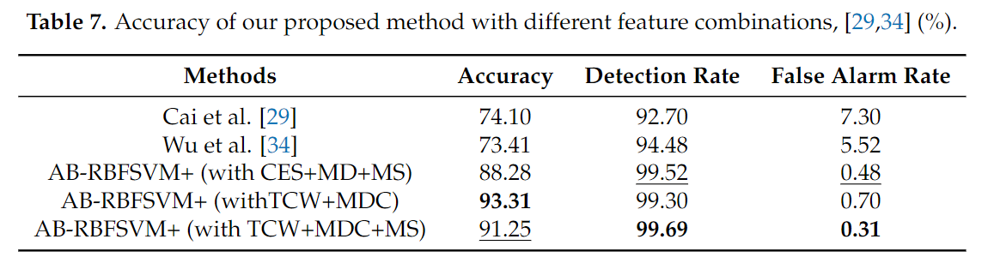 Table 7. Accuracy of our proposed method with different feature combinations, [29,34] (%).
Methods Accuracy Detection Rate False Alarm Rate
Cai et al. [29] 74.10 92.70 7.30
Wu et al. [34] 73.41 94.48 5.52
AB-RBFSVM+ (with CES+MD+MS) 88.28 99.52 0.48
AB-RBFSVM+ (withTCW+MDC) 93.31 99.30 0.70
AB-RBFSVM+ (with TCW+MDC+MS) 91.25 99.69 0.31